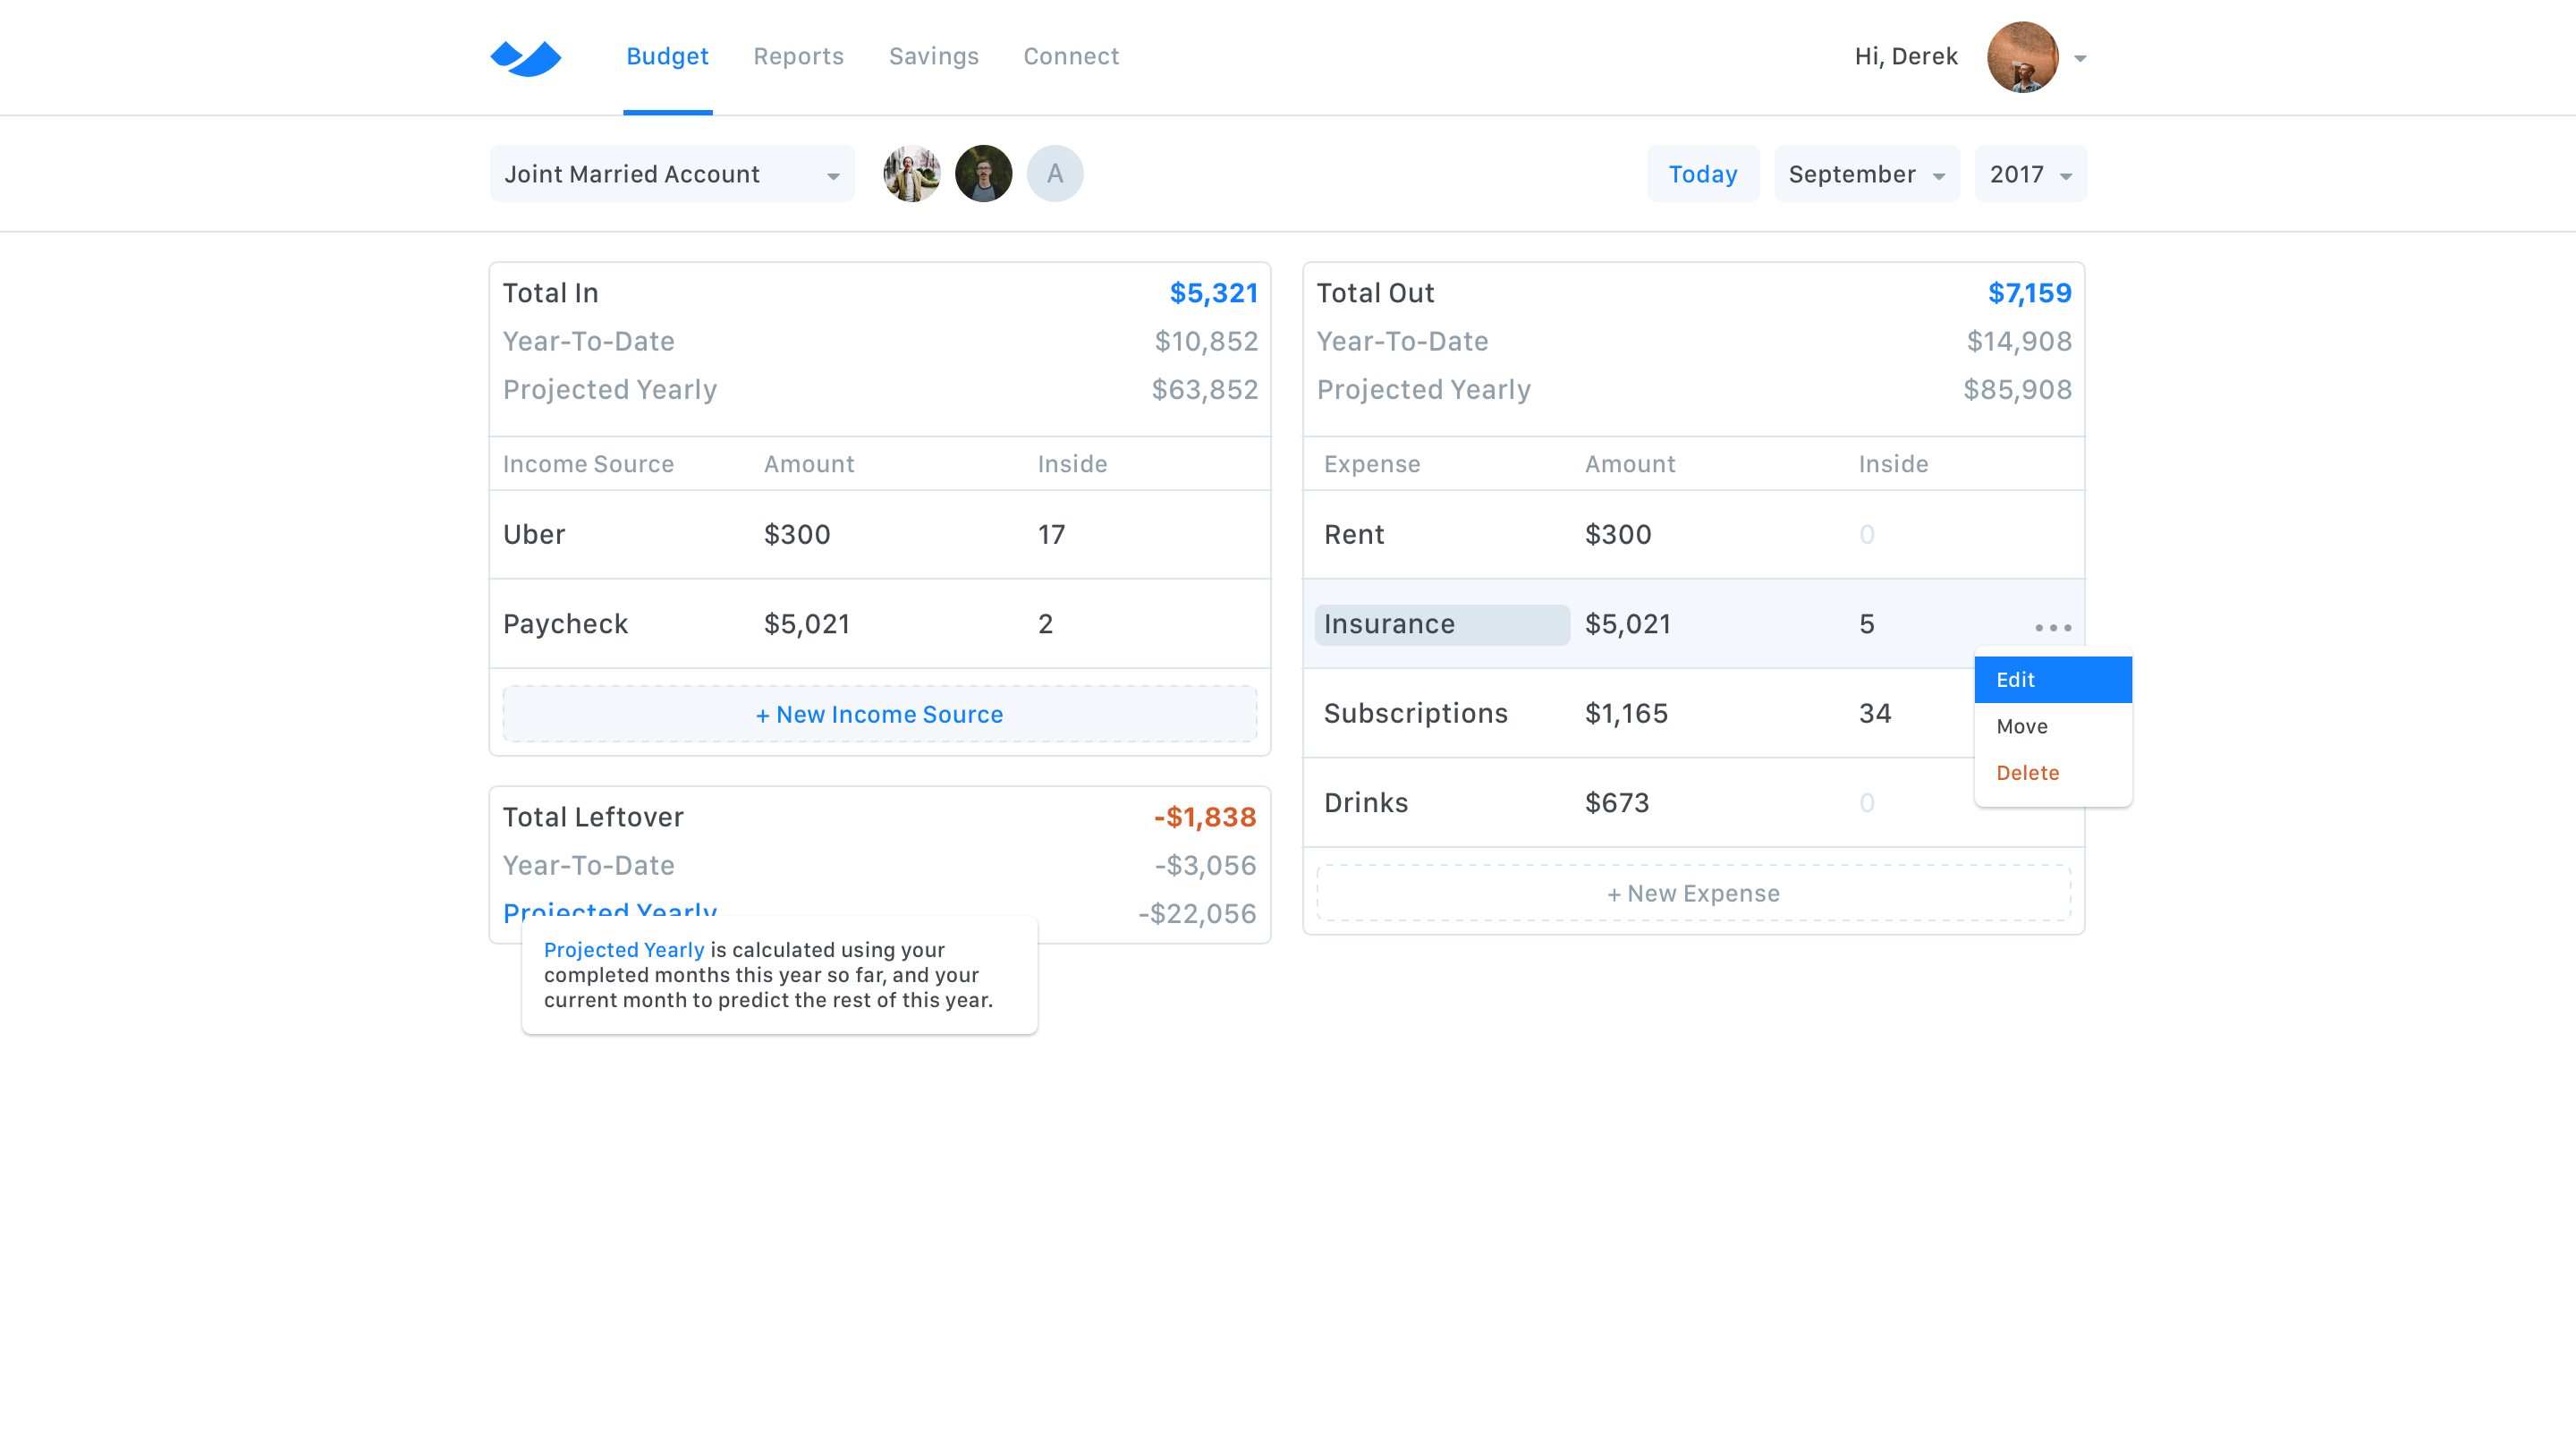 Budget Reports Savings Connect
Hi, Derek
Joint Married Account
A
Today September 2017
Total In $5,321
Year-To-Date $10,852
Projected Yearly $63,852
Income Source Amount Inside
Uber $300 17
Paycheck $5,021 2
+ New Income Source
Total Leftover -$1,838
Year-To-Date -$3,056
Projected Yearly -$22,056
Projected Yearly is calculated using your
completed months this year so far, and your
current month to predict the rest of this year.
Total Out $7,159
Year-To-Date $14,908
Projected Yearly $85,908
Expense Amount Inside
Rent $300 0
Insurance $5,021 5
Subscriptions $1,165 34
Drinks $673 0
+ New Expense
Edit
Move
Delete